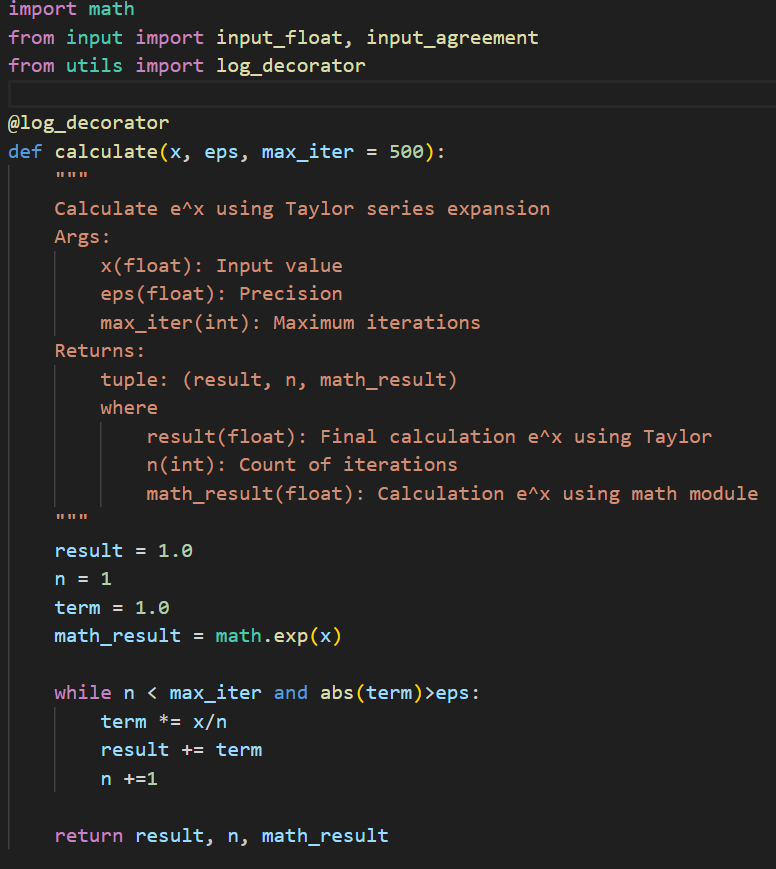 import math
from input import input_float, input_agreement
from utils import log_decorator

@log_decorator
def calculate(x, eps, max_iter = 500):
    """
    Calculate e^x using Taylor series expansion
    Args:
        x(float): Input value
        eps(float): Precision
        max_iter(int): Maximum iterations
    Returns:
        tuple: (result, n, math_result)
        where
            result(float): Final calculation e^x using Taylor
            n(int): Count of iterations
            math_result(float): Calculation e^x using math module
    """
    result = 1.0
    n = 1
    term = 1.0
    math_result = math.exp(x)

    while n < max_iter and abs(term)>eps:
        term *= x/n
        result += term
        n +=1

    return result, n, math_result